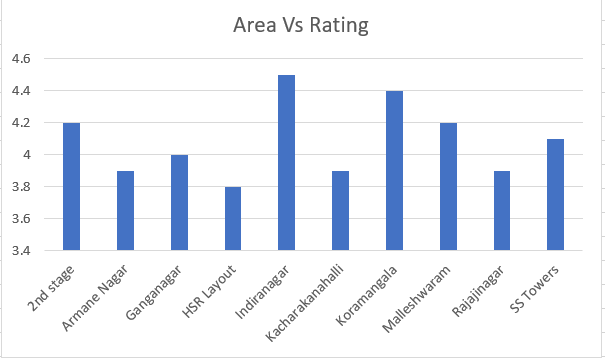 Area Vs Rating
4.6
4.4
4.2
4
3.8
3.6
3.4
2nd stage
Armane Nagar
Ganganagar
HSR Layout
Indiranagar
Kacharakanahalli
Koramangala
Malleshwaram
Rajajinagar
SS Towers